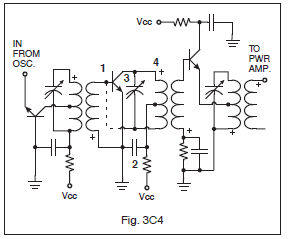 Vcc
IN
FROM
OSC.
TO
PWR
AMP.
1
3
4
+
+
+
+
+
+
2
Vcc
Vcc
Fig. 3C4